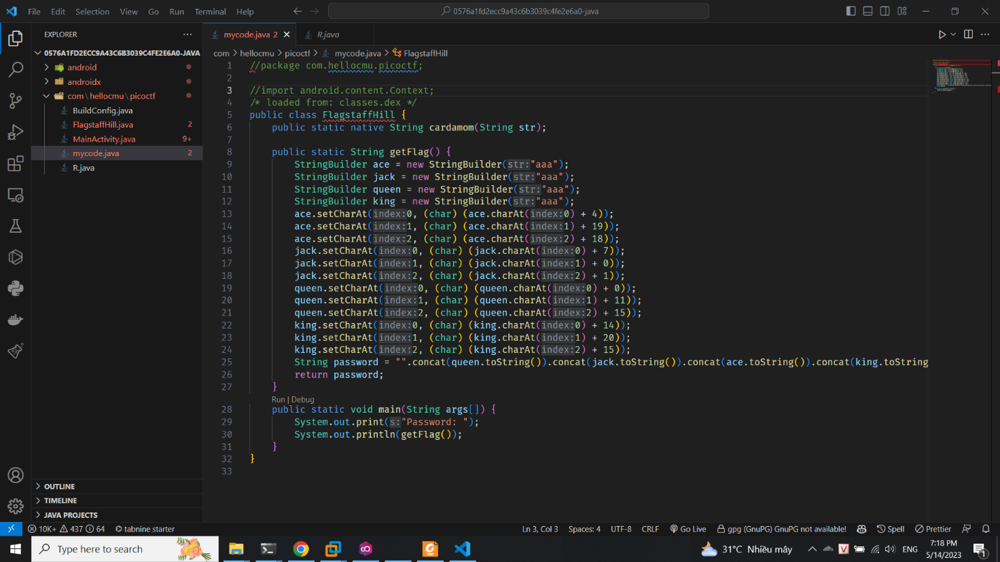 File Edit Selection View Go Run Terminal Help
0576a1fd2ecc9a43c6b3039c4fe2e6a0-java
EXPLORER
mycode.java 2
R.java
0576A1FD2ECC9A43C6B3039C4FE2E6A0-JAVA
com > hellocmu > picoctf > mycode.java > FlagstaffHill
android
androidx
com \ hellocmu \ picoctf
BuildConfig.java
FlagstaffHill.java 2
MainActivity.java 9+
mycode.java 2
R.java
1 //package com.hellocmu.picoctf;
2
3 //import android.content.Context;
4 /* loaded from: classes.dex */
5 public class FlagstaffHill {
6 public static native String cardamom(String str);
7
8 public static String getFlag() {
9 StringBuilder ace = new StringBuilder(str:"aaa");
10 StringBuilder jack = new StringBuilder(str:"aaa");
11 StringBuilder queen = new StringBuilder(str:"aaa");
12 StringBuilder king = new StringBuilder(str:"aaa");
13 ace.setCharAt(index:0, (char) (ace.charAt(index:0) + 4));
14 ace.setCharAt(index:1, (char) (ace.charAt(index:1) + 19));
15 ace.setCharAt(index:2, (char) (ace.charAt(index:2) + 18));
16 jack.setCharAt(index:0, (char) (jack.charAt(index:0) + 7));
17 jack.setCharAt(index:1, (char) (jack.charAt(index:1) + 0));
18 jack.setCharAt(index:2, (char) (jack.charAt(index:2) + 1));
19 queen.setCharAt(index:0, (char) (queen.charAt(index:0) + 0));
20 queen.setCharAt(index:1, (char) (queen.charAt(index:1) + 11));
21 queen.setCharAt(index:2, (char) (queen.charAt(index:2) + 15));
22 king.setCharAt(index:0, (char) (king.charAt(index:0) + 14));
23 king.setCharAt(index:1, (char) (king.charAt(index:1) + 20));
24 king.setCharAt(index:2, (char) (king.charAt(index:2) + 15));
25 String password = "".concat(queen.toString()).concat(jack.toString()).concat(ace.toString()).concat(king.toString
26 return password;
27 }
Run | Debug
28 public static void main(String args[]) {
29 System.out.print(s:"Password: ");
30 System.out.println(getFlag());
31 }
32 }
33
OUTLINE
TIMELINE
JAVA PROJECTS
10K+ 437 64 tabnine starter Ln 3, Col 3 Spaces: 4 UTF-8 CRLF Go Live gpg (GnuPG) GnuPG not available! Spell Prettier
Type here to search
31°C Nhiều mây
ENG
7:18 PM
5/14/2023
1